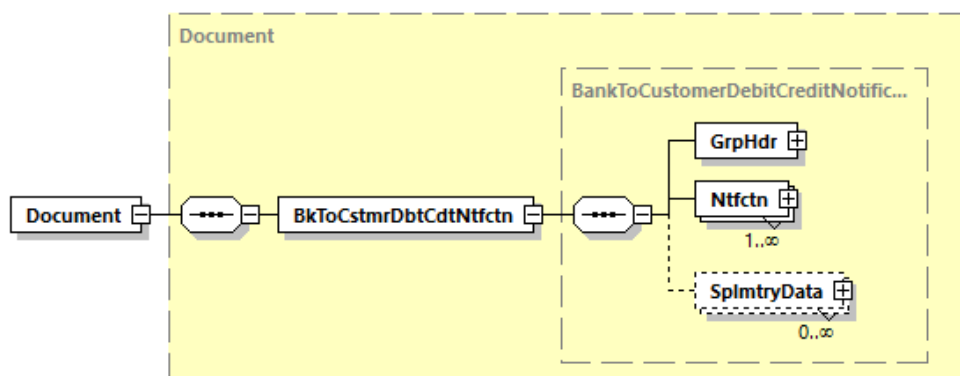 Document
BankToCustomerDebitCreditNotific...
GrpHdr
Document
BkToCstmrDbtCdtNtfctn
Ntfctn
1..∞
SplmtryData
0..∞